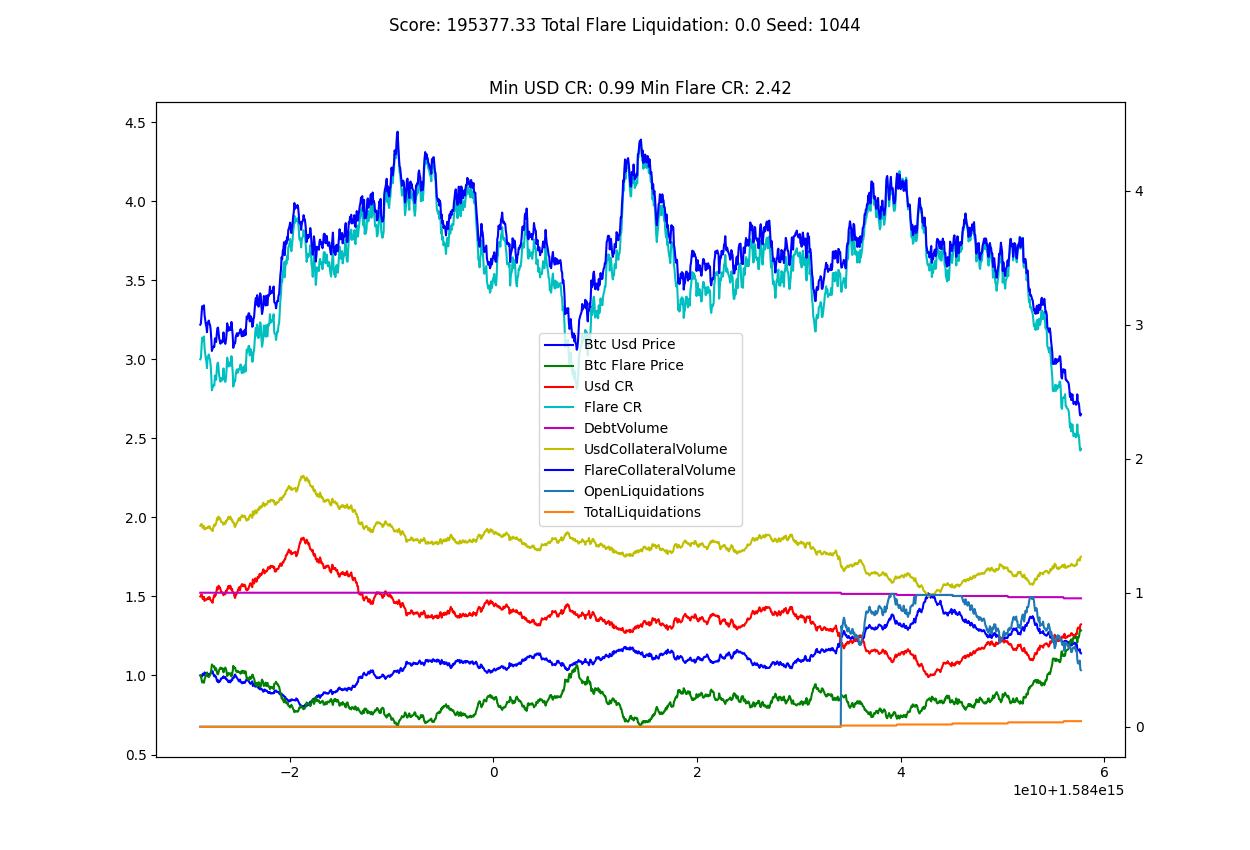 Score: 195377.33 Total Flare Liquidation: 0.0 Seed: 1044
Min USD CR: 0.99 Min Flare CR: 2.42
4.5
4.0
3.5
3.0
2.5
2.0
1.5
1.0
0.5
4
3
2
1
0
Btc Usd Price
Btc Flare Price
Usd CR
Flare CR
DebtVolume
UsdCollateralVolume
FlareCollateralVolume
OpenLiquidations
TotalLiquidations
−2 0 2 4 6
1e10+1.584e15